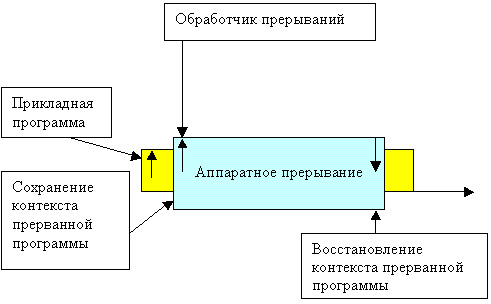 Обработчик прерываний
Прикладная
программа
Аппаратное прерывание
Сохранение
контекста
прерванной
программы
Восстановление
контекста прерванной
программы